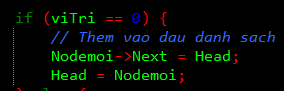 if (viTri == 0) {
// Them vao dau danh sach
Nodemoi->Next = Head;
Head = Nodemoi;